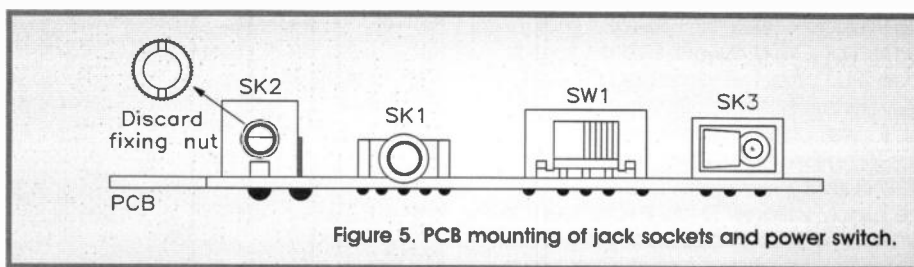 SK2
SK1
SW1
SK3
Discard
fixing nut
PCB
Figure 5. PCB mounting of jack sockets and power switch.